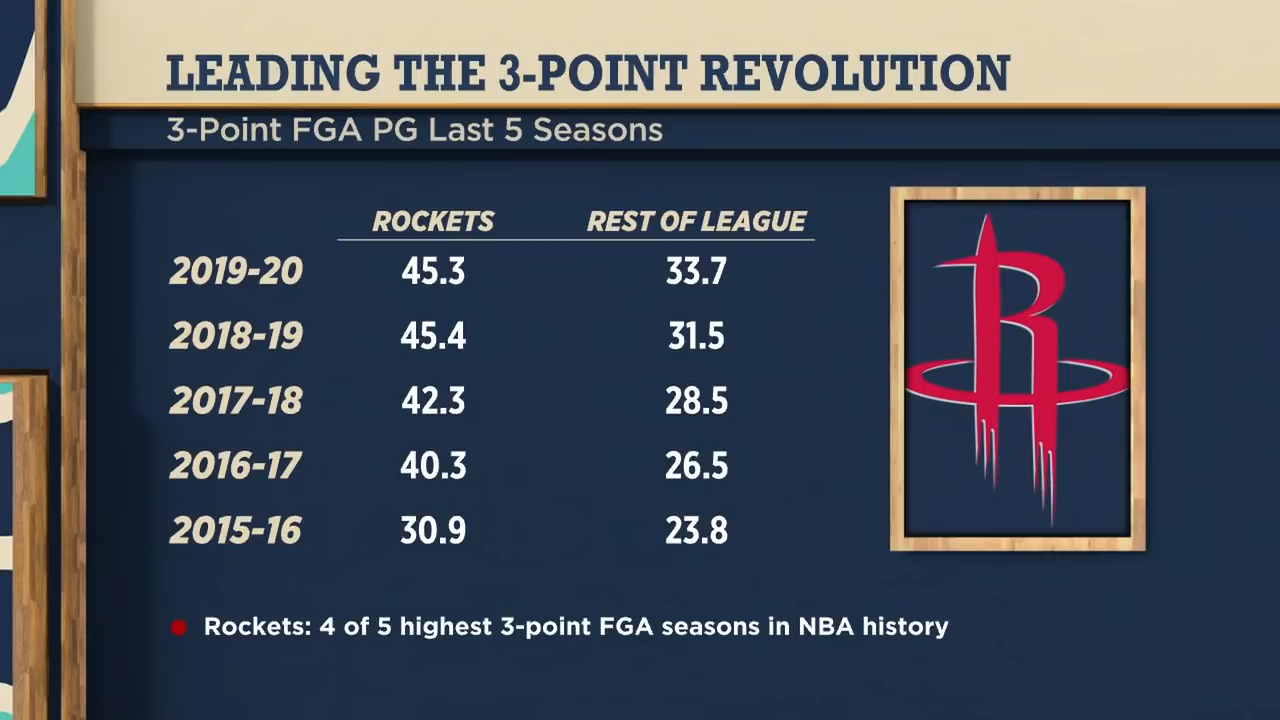 LEADING THE 3-POINT REVOLUTION
3-Point FGA PG Last 5 Seasons
ROCKETS REST OF LEAGUE
2019-20 45.3 33.7
2018-19 45.4 31.5
2017-18 42.3 28.5
2016-17 40.3 26.5
2015-16 30.9 23.8
R
Rockets: 4 of 5 highest 3-point FGA seasons in NBA history